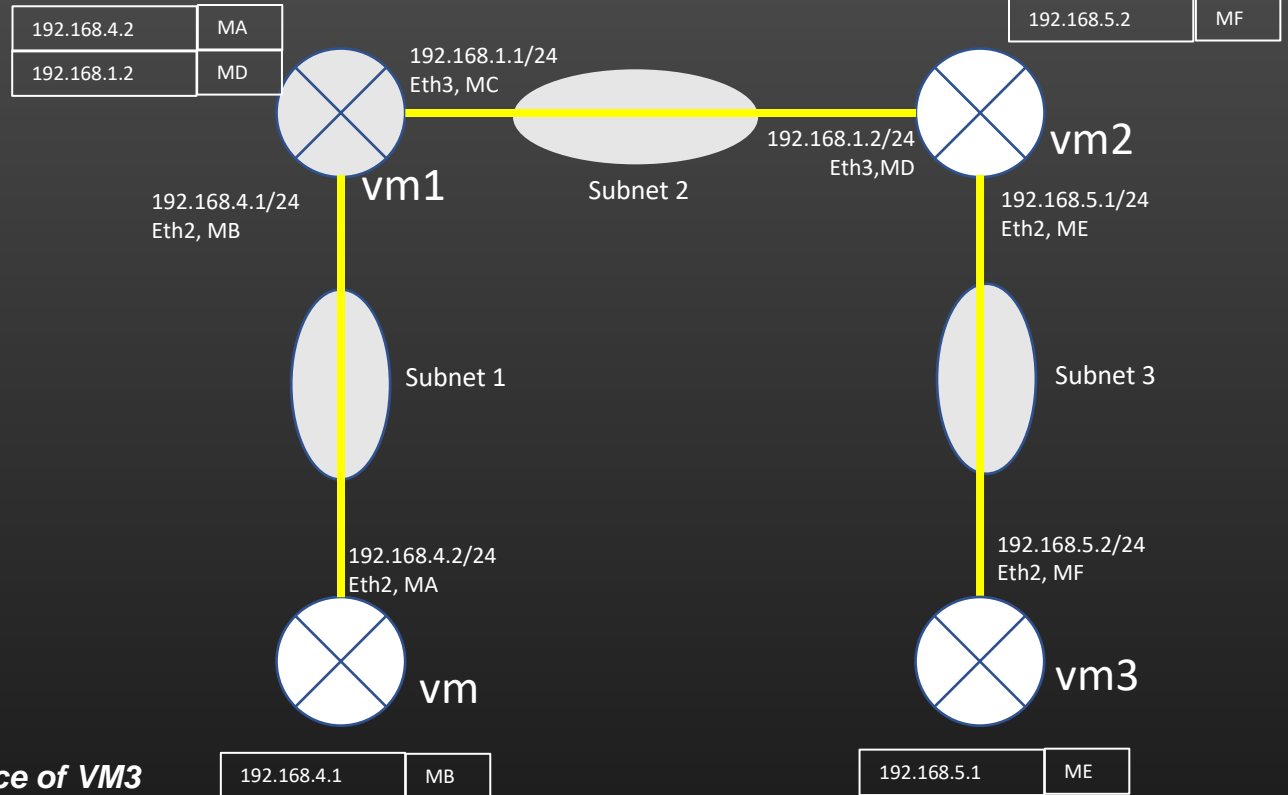 192.168.4.2 MA
192.168.5.2 MF
192.168.1.2 MD
192.168.1.1/24
Eth3, MC
192.168.1.2/24
Eth3,MD
vm1
vm2
Subnet 2
192.168.4.1/24
Eth2, MB
192.168.5.1/24
Eth2, ME
Subnet 1
Subnet 3
192.168.4.2/24
Eth2, MA
192.168.5.2/24
Eth2, MF
vm
vm3
of VM3
192.168.4.1 MB
192.168.5.1 ME